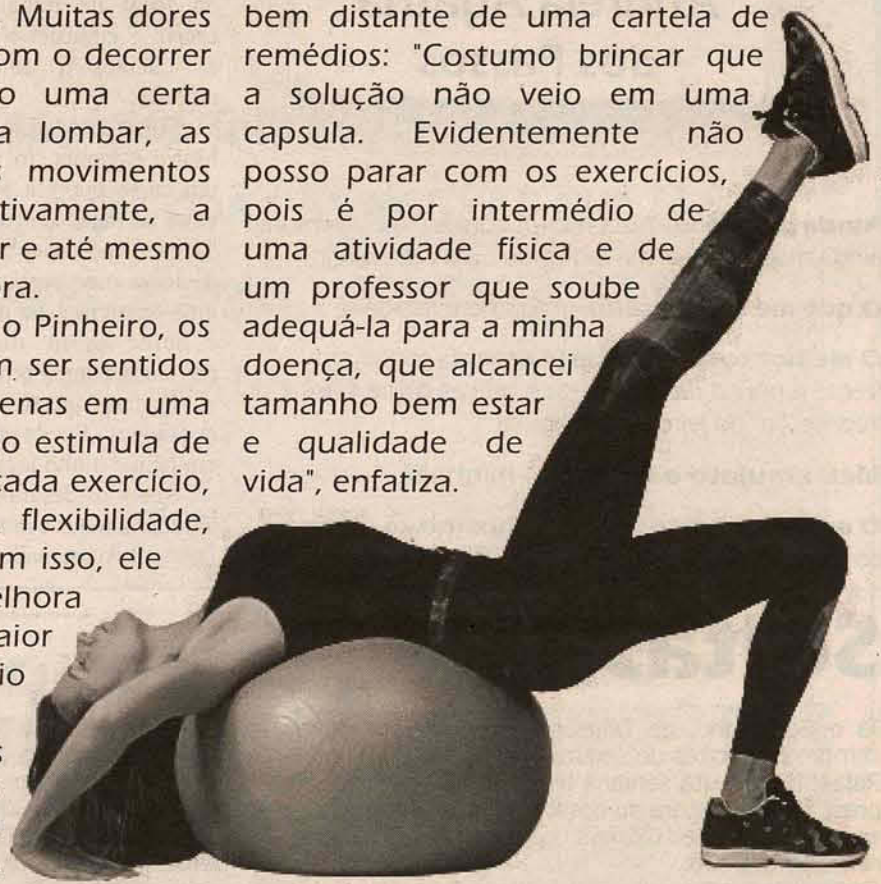 Muitas dores
om o decorrer
o uma certa
a lombar, as
movimentos
tivamente, a
r e até mesmo
ra.
o Pinheiro, os
m ser sentidos
enas em uma
o estimula de
cada exercício,
flexibilidade,
m isso, ele
elhora
aior
io
s
bem distante de uma cartela de
remédios: "Costumo brincar que
a solução não veio em uma
capsula. Evidentemente não
posso parar com os exercícios,
pois é por intermédio de
uma atividade física e de
um professor que soube
adequá-la para a minha
doença, que alcancei
tamanho bem estar
e qualidade de
vida", enfatiza.